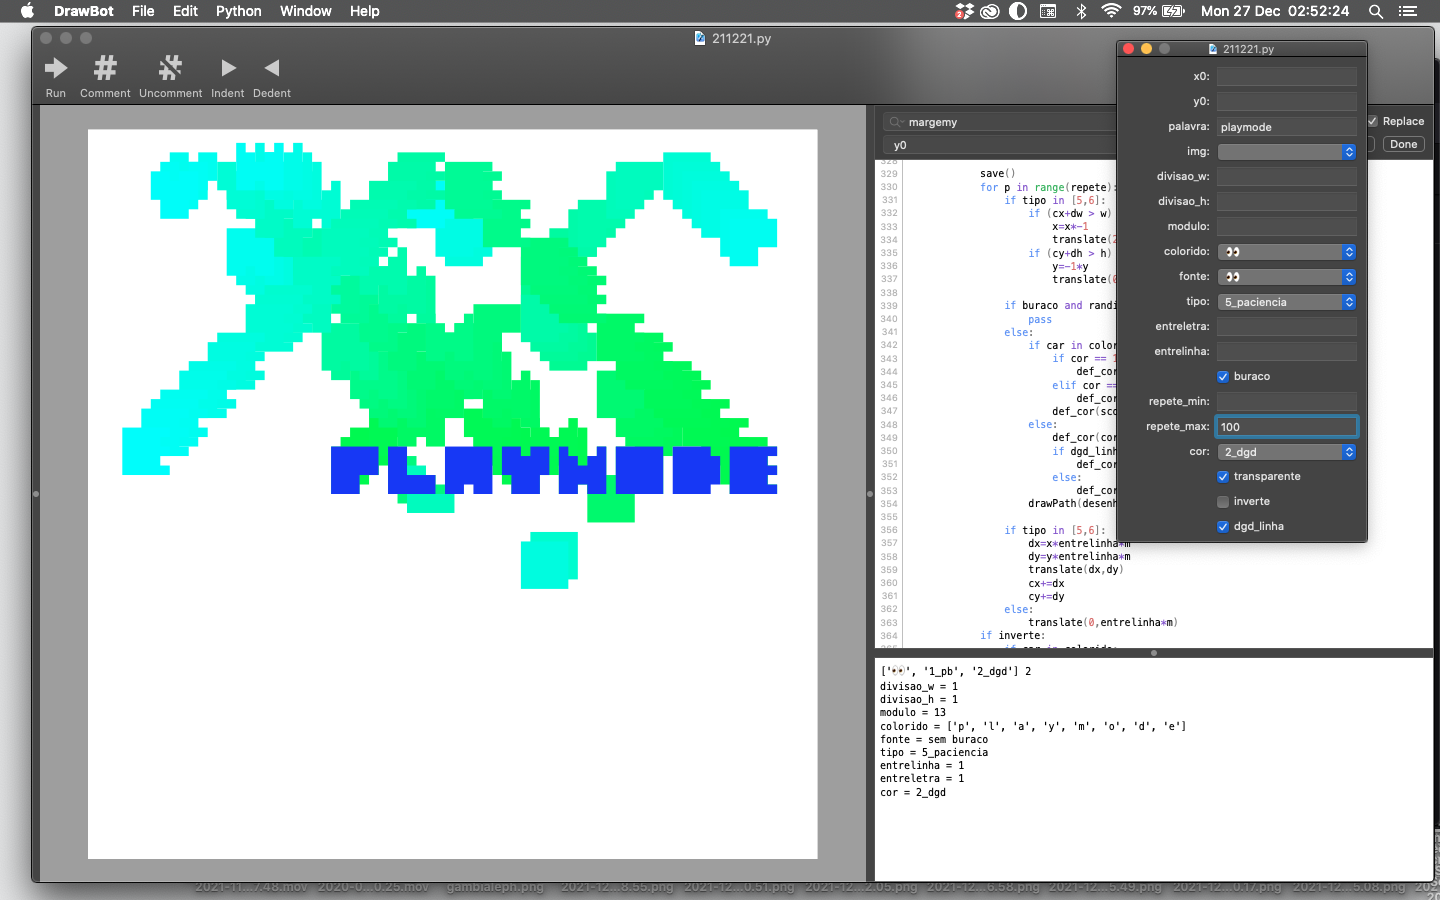 DrawBot File Edit Python Window Help
2 97% Mon 27 Dec 02:52:24
211221.py
Run Comment Uncomment Indent Dedent
margemy
Replace
y0
Done
PLAYMODE
328
329 save()
330 for p in range(repete):
331 if tipo in [5,6]:
332 if (cx+dw > w)
333 x=x*-1
334 translate(2
335 if (cy+dh > h)
336 y=-1*y
337 translate(0
338
339 if buraco and randi
340 pass
341 else:
342 if car in color
343 if cor == 1
344 def_cor
345 elif cor ==
346 def_cor
347 def_cor(sco
348 else:
349 def_cor(cor
350 if dgd_linh
351 def_cor
352 else:
353 def_cor
354 drawPath(desenh
355
356 if tipo in [5,6]:
357 dx=x*entrelinha*m
358 dy=y*entrelinha*m
359 translate(dx,dy)
360 cx+=dx
361 cy+=dy
362 else:
363 translate(0,entrelinha*m)
364 if inverte:
211221.py
x0:
y0:
palavra: playmode
img:
divisao_w:
divisao_h:
modulo:
colorido: 👀
fonte: 👀
tipo: 5_paciencia
entreletra:
entrelinha:
buraco
repete_min:
repete_max: 100
cor: 2_dgd
transparente
inverte
dgd_linha
['👀', '1_pb', '2_dgd'] 2
divisao_w = 1
divisao_h = 1
modulo = 13
colorido = ['p', 'l', 'a', 'y', 'm', 'o', 'd', 'e']
fonte = sem buraco
tipo = 5_paciencia
entrelinha = 1
entreletra = 1
cor = 2_dgd
2021-11...7.48.mov 2020-0...0.25.mov gambialeph.png 2021-12...8.55.png 2021-12...0.51.png 2021-12...2.05.png 2021-12...6.58.png 2021-12...5.49.png 2021-12...0.17.png 2021-12...5.08.png